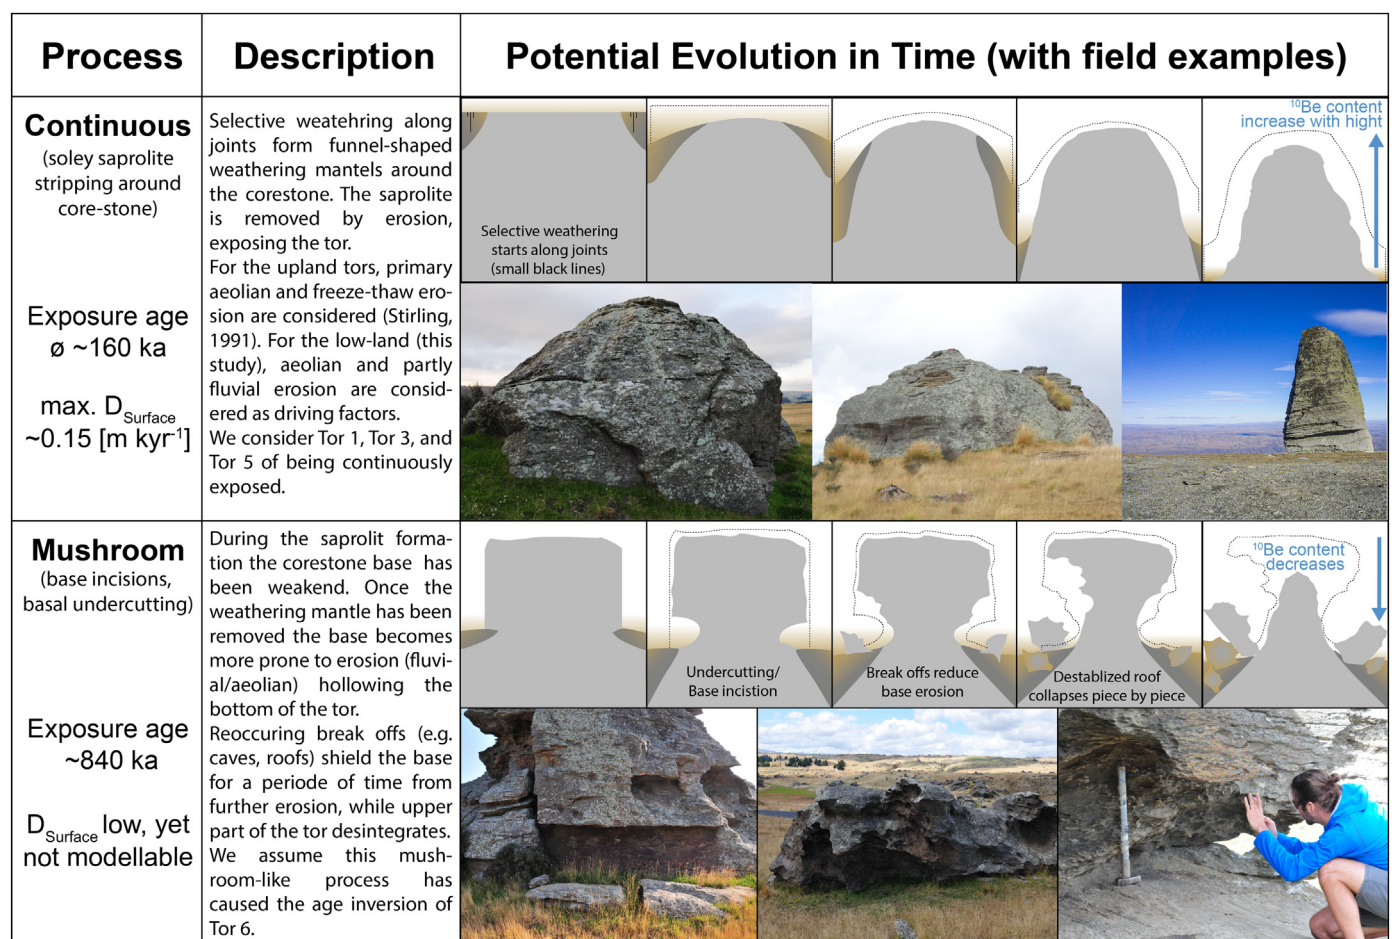 Process
Description
Potential Evolution in Time (with field examples)
Continuous
(soley saprolite
stripping around
core-stone)
Exposure age
ø ~160 ka
max. DSurface
~0.15 [m kyr-1]
Selective weatehring along
joints form funnel-shaped
weathering mantels around
the corestone. The saprolite
is removed by erosion,
exposing the tor.
For the upland tors, primary
aeolian and freeze-thaw ero-
sion are considered (Stirling,
1991). For the low-land (this
study), aeolian and partly
fluvial erosion are consid-
ered as driving factors.
We consider Tor 1, Tor 3, and
Tor 5 of being continuously
exposed.
Selective weathering
starts along joints
(small black lines)
10Be content
increase with hight
Mushroom
(base incisions,
basal undercutting)
Exposure age
~840 ka
DSurface low, yet
not modellable
During the saprolit forma-
tion the corestone base has
been weakend. Once the
weathering mantle has been
removed the base becomes
more prone to erosion (fluvi-
al/aeolian) hollowing the
bottom of the tor.
Reoccuring break offs (e.g.
caves, roofs) shield the base
for a periode of time from
further erosion, while upper
part of the tor desintegrates.
We assume this mush-
room-like process has
caused the age inversion of
Tor 6.
Undercutting/
Base incistion
Break offs reduce
base erosion
Destablized roof
collapses piece by piece
10Be content
decreases